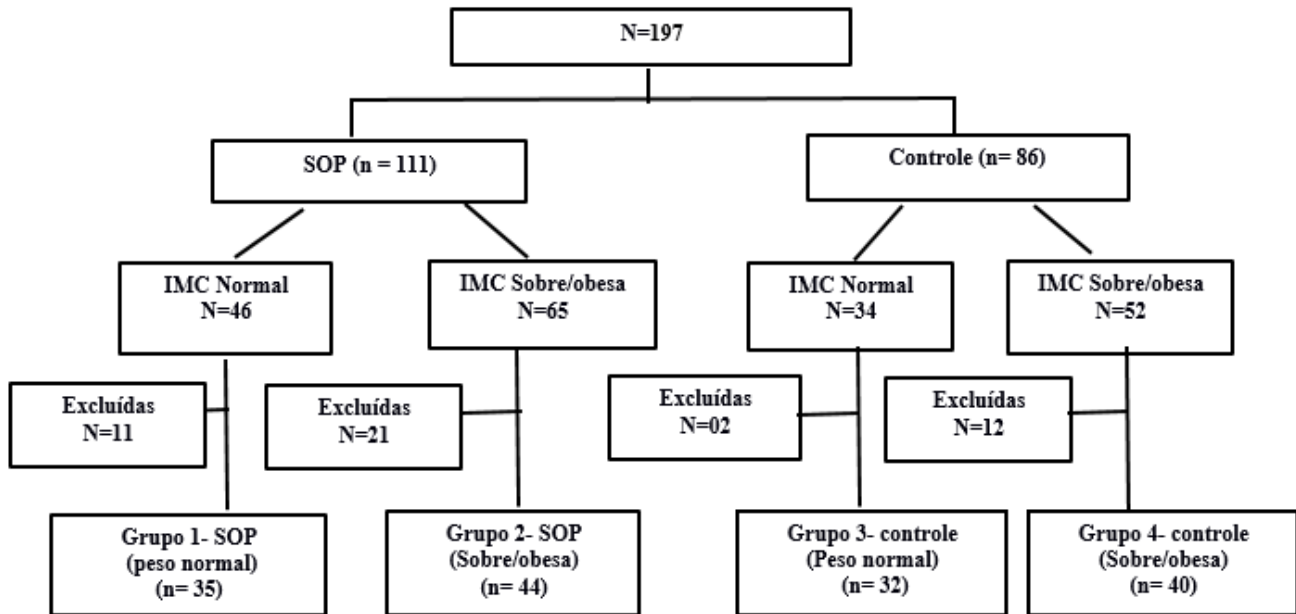 N=197
SOP (n = 111)
Controle (n= 86)
IMC Normal
N=46
IMC Sobre/obesa
N=65
IMC Normal
N=34
IMC Sobre/obesa
N=52
Excluídas
N=11
Excluídas
N=21
Excluídas
N=02
Excluídas
N=12
Grupo 1- SOP
(peso normal)
(n= 35)
Grupo 2- SOP
(Sobre/obesa)
(n= 44)
Grupo 3- controle
(Peso normal)
(n= 32)
Grupo 4- controle
(Sobre/obesa)
(n= 40)